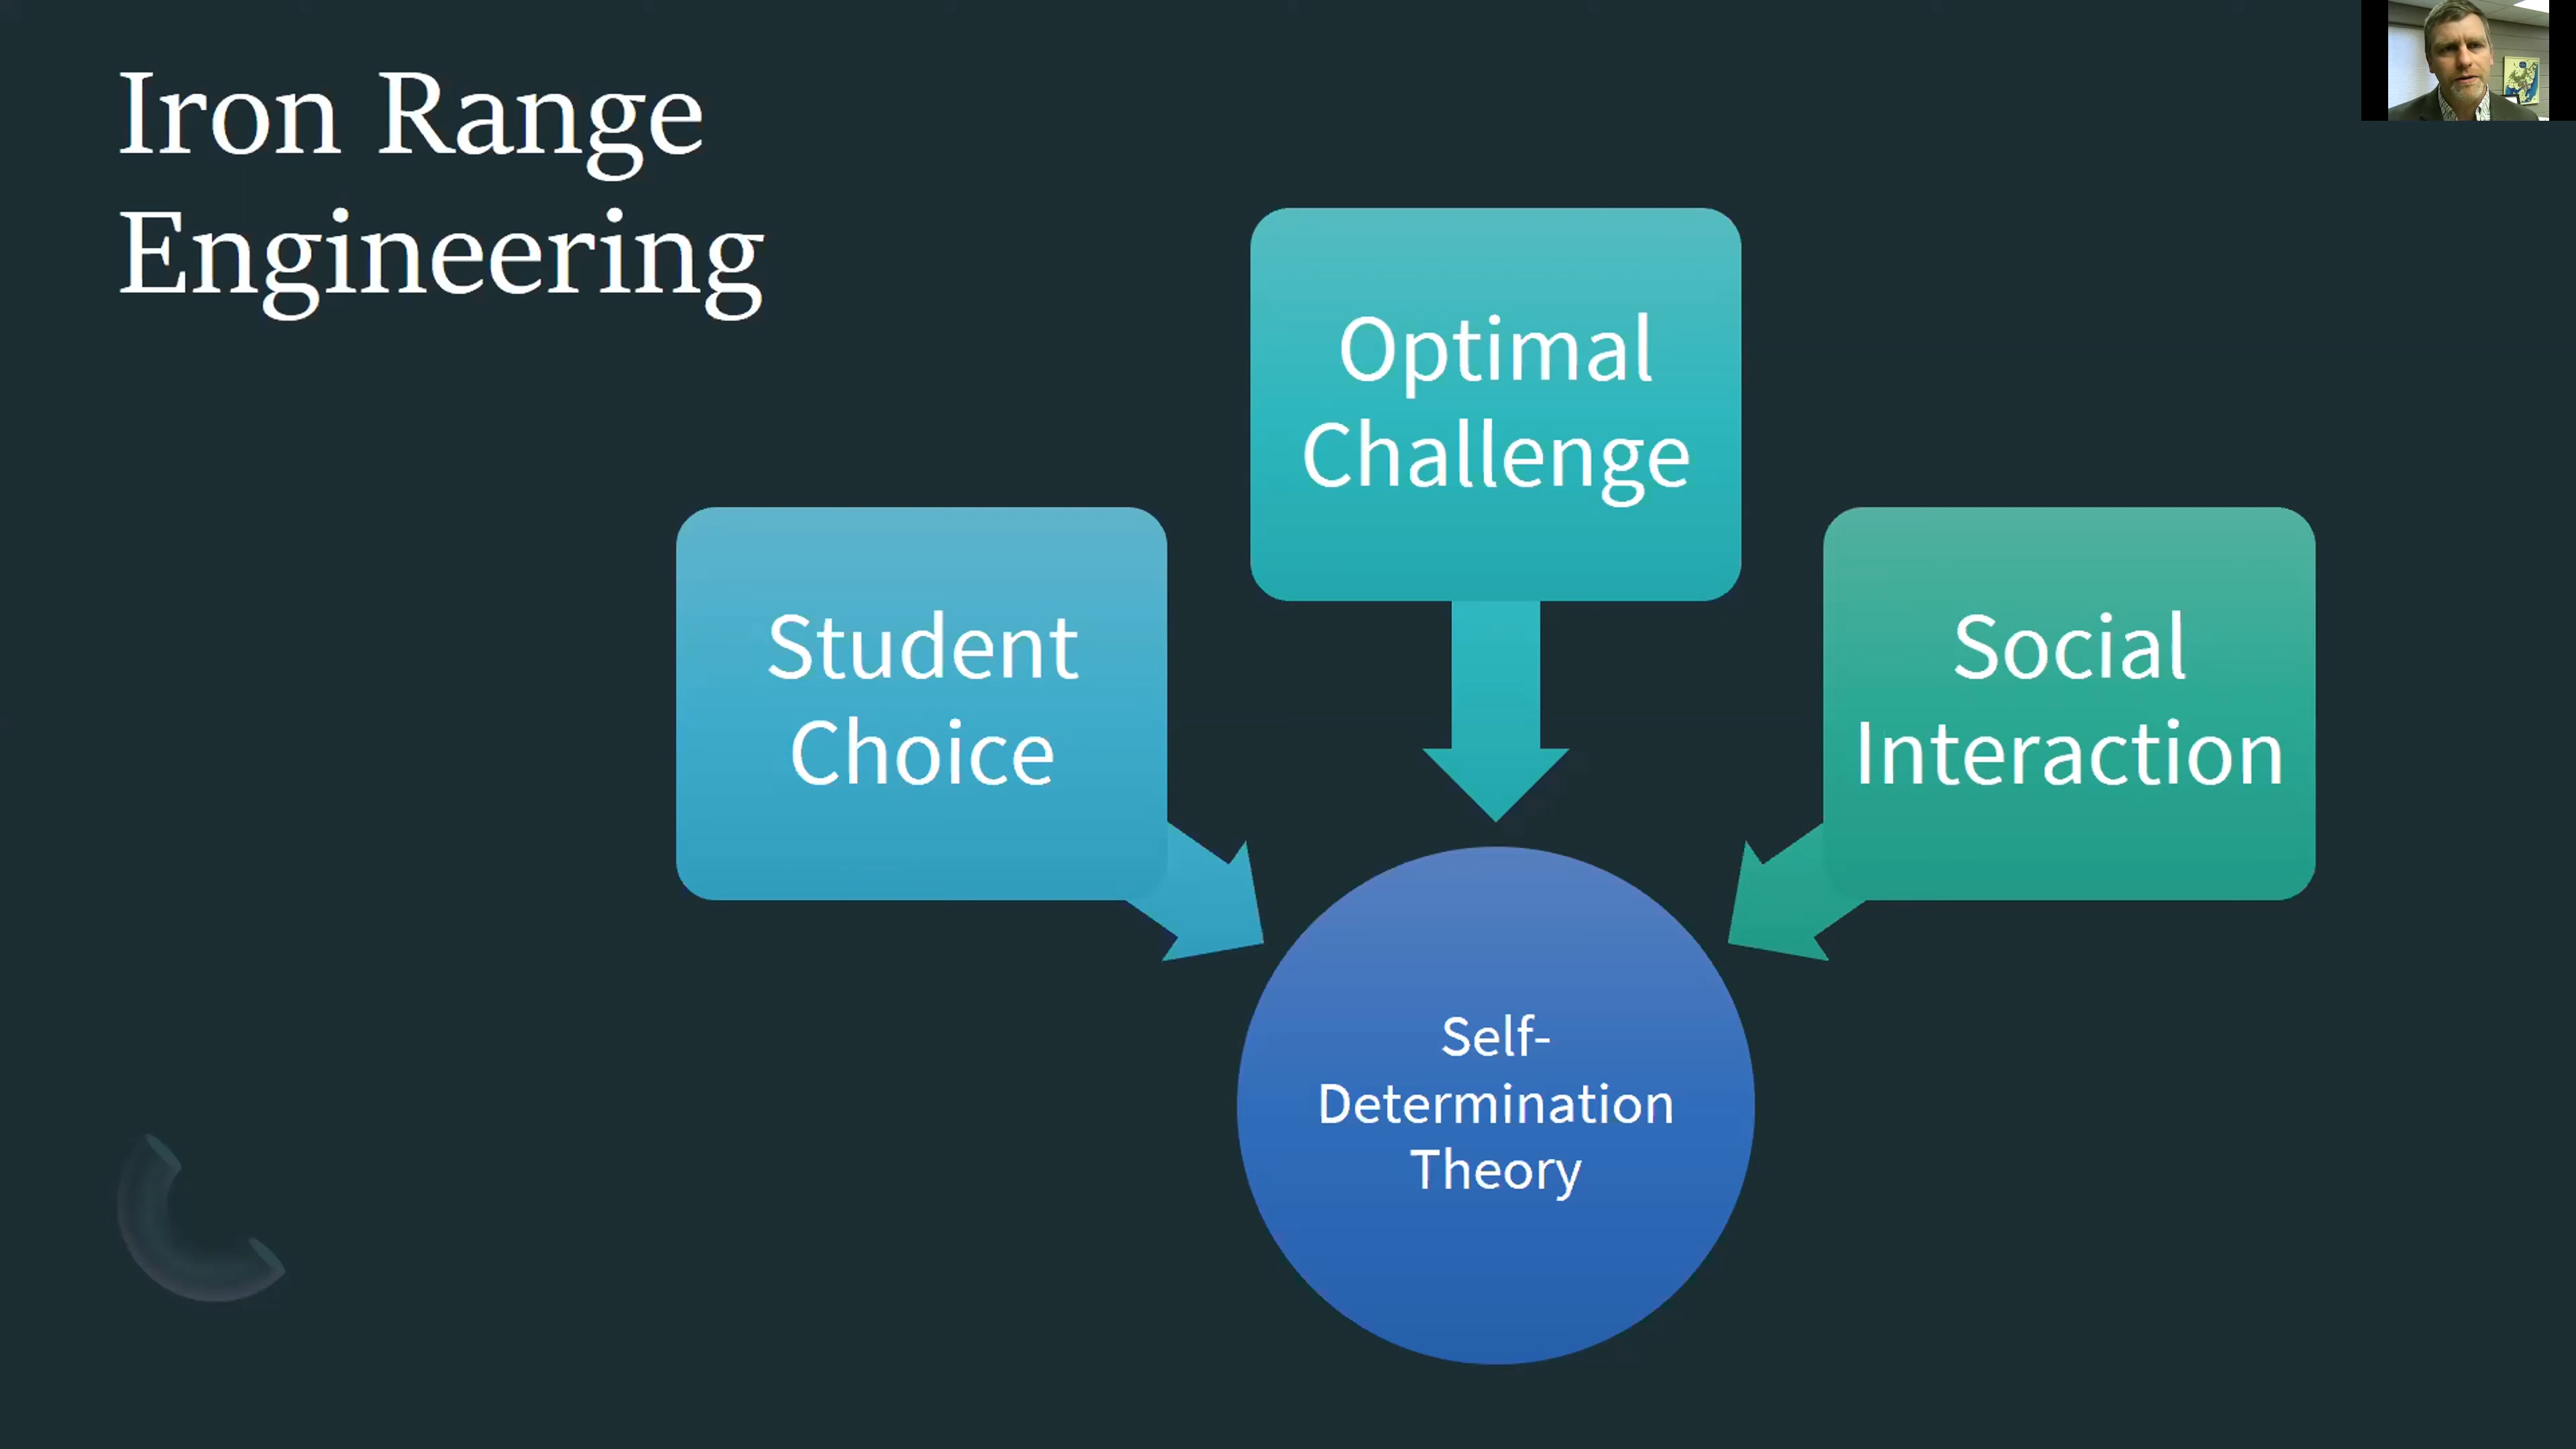 Iron Range
Engineering
Optimal
Challenge
Student
Choice
Social
Interaction
Self-
Determination
Theory